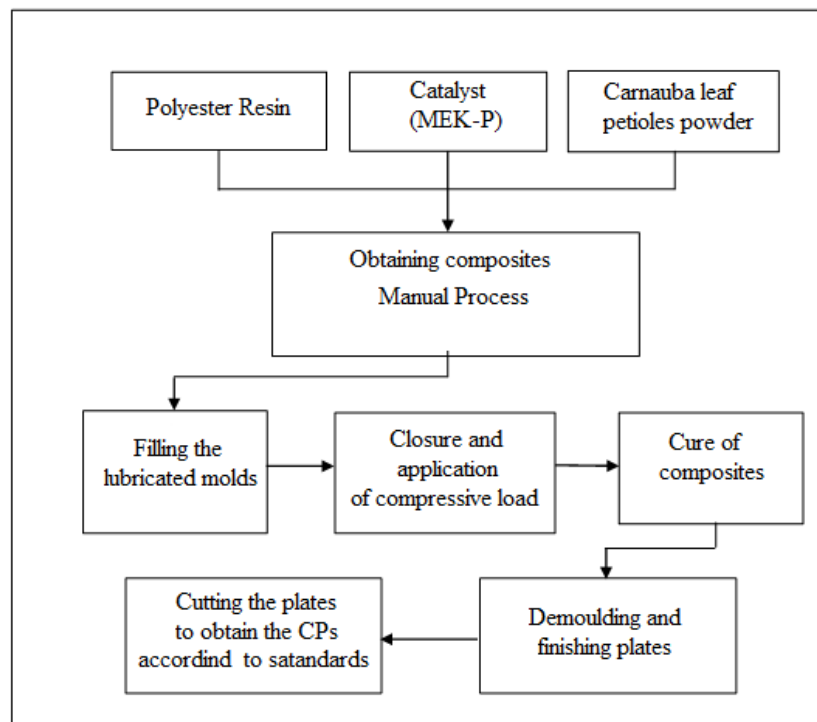 Polyester Resin
Catalyst
(MEK-P)
Carnauba leaf
petioles powder
Obtaining composites
Manual Process
Filling the
lubricated molds
Closure and
application
of compressive load
Cure of
composites
Demoulding and
finishing plates
Cutting the plates
to obtain the CPs
accordind to satandards